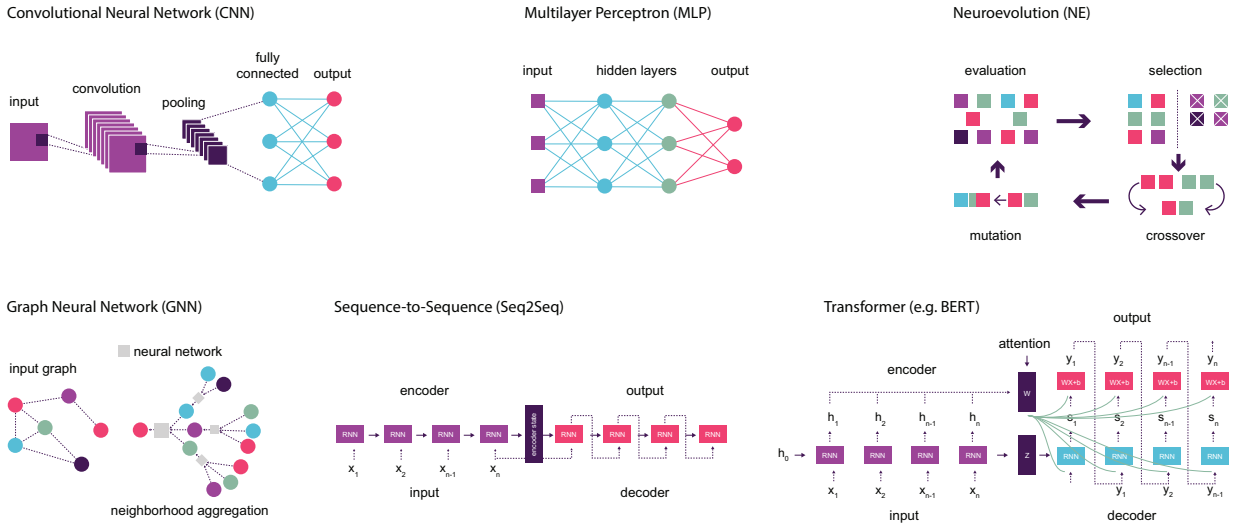 Convolutional Neural Network (CNN)
Multilayer Perceptron (MLP)
Neuroevolution (NE)
fully
connected
output
convolution
pooling
input
input
hidden layers
output
evaluation
selection
mutation
crossover
Graph Neural Network (GNN)
Sequence-to-Sequence (Seq2Seq)
Transformer (e.g. BERT)
neural network
input graph
neighborhood aggregation
encoder
output
RNN RNN RNN RNN
encoder state
RNN RNN RNN RNN
x1 x2 xn-1 xn
input
decoder
output
attention
y1 y2 yn-1 yn
encoder
W
WX+b WX+b WX+b WX+b
h1 h2 hn-1 hn
s1 s2 sn-1 sn
h0
RNN RNN RNN RNN
Z
RNN RNN RNN RNN
x1 x2 xn-1 xn
y1 y2 yn-1
input
decoder